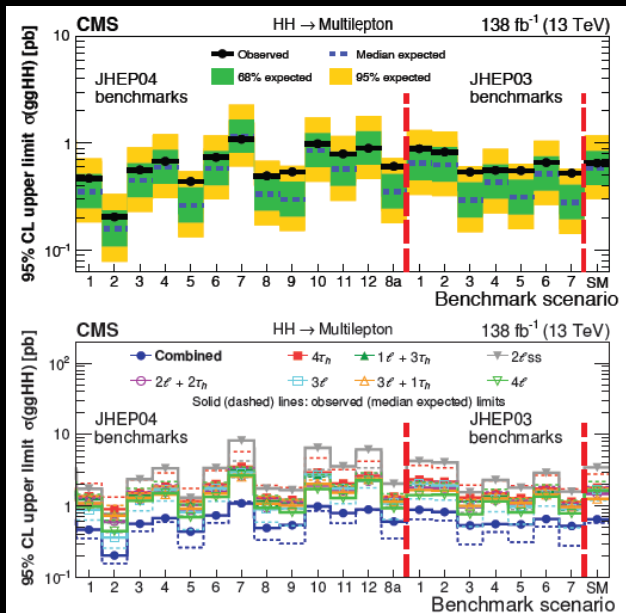 CMS HH → Multilepton 138 fb⁻¹ (13 TeV)
95% CL upper limit σ(ggHH) [pb]
10
1
10⁻¹
Observed Median expected
68% expected 95% expected
JHEP04 benchmarks
JHEP03 benchmarks
1 2 3 4 5 6 7 8 9 10 11 12 8a 1 2 3 4 5 6 7 SM
Benchmark scenario
CMS HH → Multilepton 138 fb⁻¹ (13 TeV)
95% CL upper limit σ(ggHH) [pb]
10²
10
1
10⁻¹
Combined 4τₕ 1ℓ + 3τₕ 2ℓss
2ℓ + 2τₕ 3ℓ 3ℓ + 1τₕ 4ℓ
Solid (dashed) lines: observed (median expected) limits
JHEP04 benchmarks
JHEP03 benchmarks
1 2 3 4 5 6 7 8 9 10 11 12 8a 1 2 3 4 5 6 7 SM
Benchmark scenario